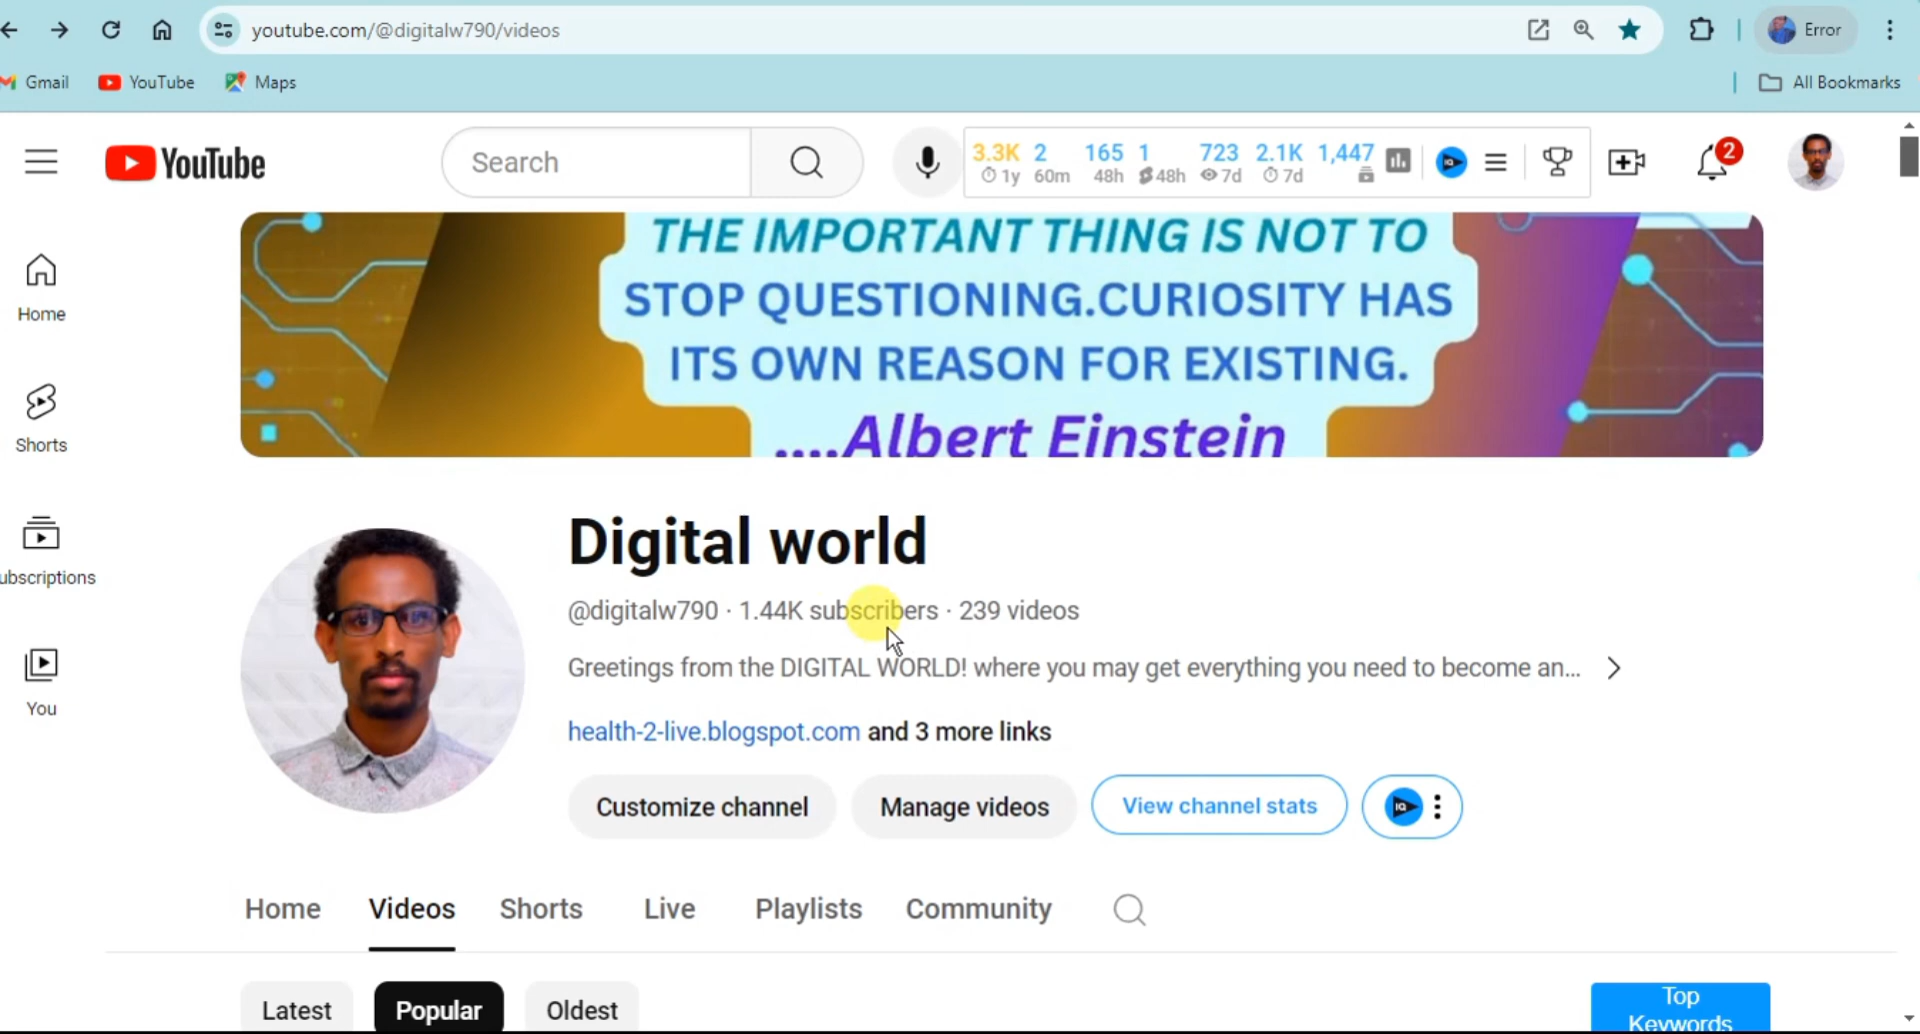 youtube.com/@digitalw790/videos
Error
Gmail
YouTube
Maps
All Bookmarks
YouTube
Search
3.3K 2 165 1 723 2.1K 1,447
1y 60m 48h 48h 7d 7d
2
THE IMPORTANT THING IS NOT TO
STOP QUESTIONING.CURIOSITY HAS
ITS OWN REASON FOR EXISTING.
....Albert Einstein
Home
Shorts
ubscriptions
You
Digital world
@digitalw790 · 1.44K subscribers · 239 videos
Greetings from the DIGITAL WORLD! where you may get everything you need to become an...
health-2-live.blogspot.com and 3 more links
Customize channel
Manage videos
View channel stats
IQ
Home
Videos
Shorts
Live
Playlists
Community
Latest
Popular
Oldest
Top
Keywords